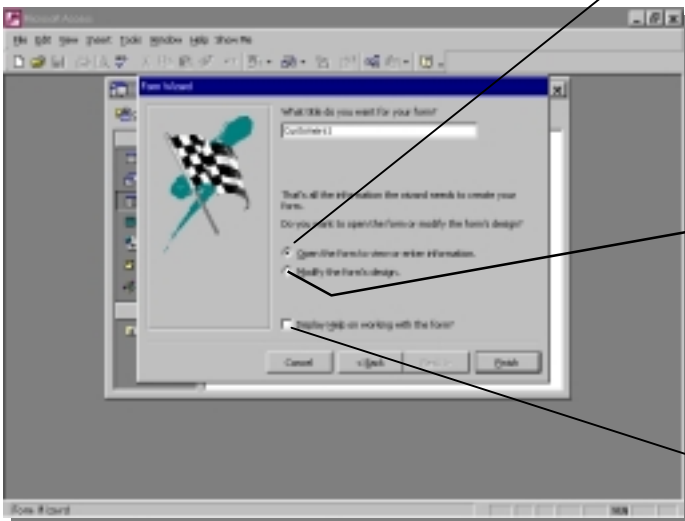 Microsoft Access
File Edit View Insert Tools Window Help Show Me
Form Wizard
What title do you want for your form?
Customers1
That's all the information the wizard needs to create your
form.
Do you want to open the form or modify the form's design?
Open the form to view or enter information.
Modify the form's design.
Display Help on working with the form?
Cancel
< Back
Finish
Form Wizard
NUM